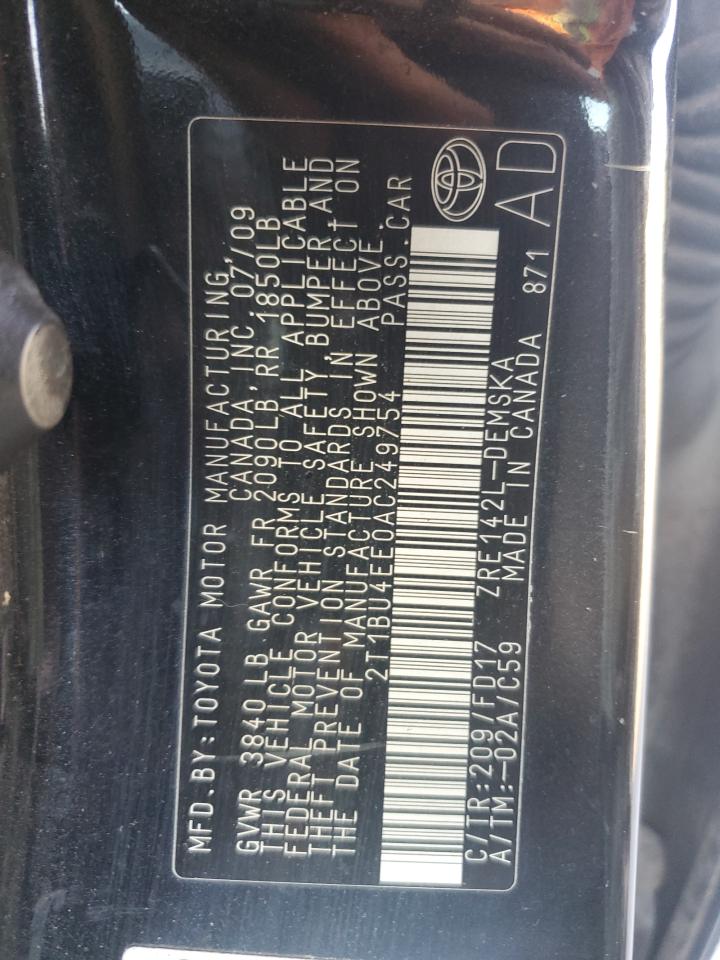 MFD.BY:TOYOTA MOTOR MANUFACTURING,
CANADA, INC. 07/09
GVWR 3840 LB GAWR FR 2090LB, RR 1850LB
THIS VEHICLE CONFORMS TO ALL APPLICABLE
FEDERAL MOTOR VEHICLE SAFETY, BUMPER AND
THEFT PREVENTION STANDARDS IN EFFECT ON
THE DATE OF MANUFACTURE SHOWN ABOVE.
2T1BU4EE0AC249754 PASS.CAR
C/TR:209/FD17 ZRE142L-DEMSKA
A/TM:-02A/C59 MADE IN CANADA 871 AD